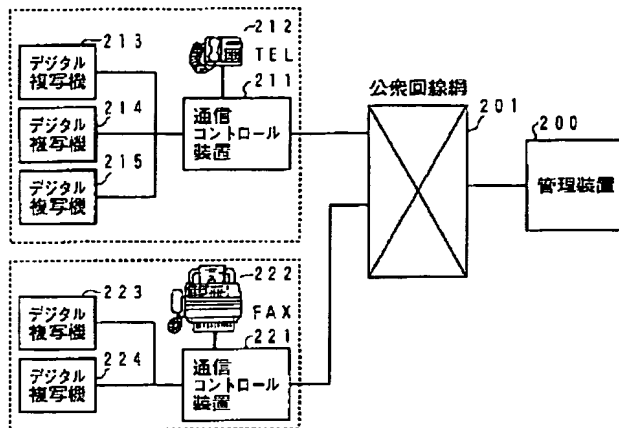 213
デジタル
複写機
214
デジタル
複写機
215
デジタル
複写機
212
TEL
211
通信
コントロール
装置
公衆回線網
201
200
管理装置
223
デジタル
複写機
224
デジタル
複写機
222
FAX
221
通信
コントロール
装置